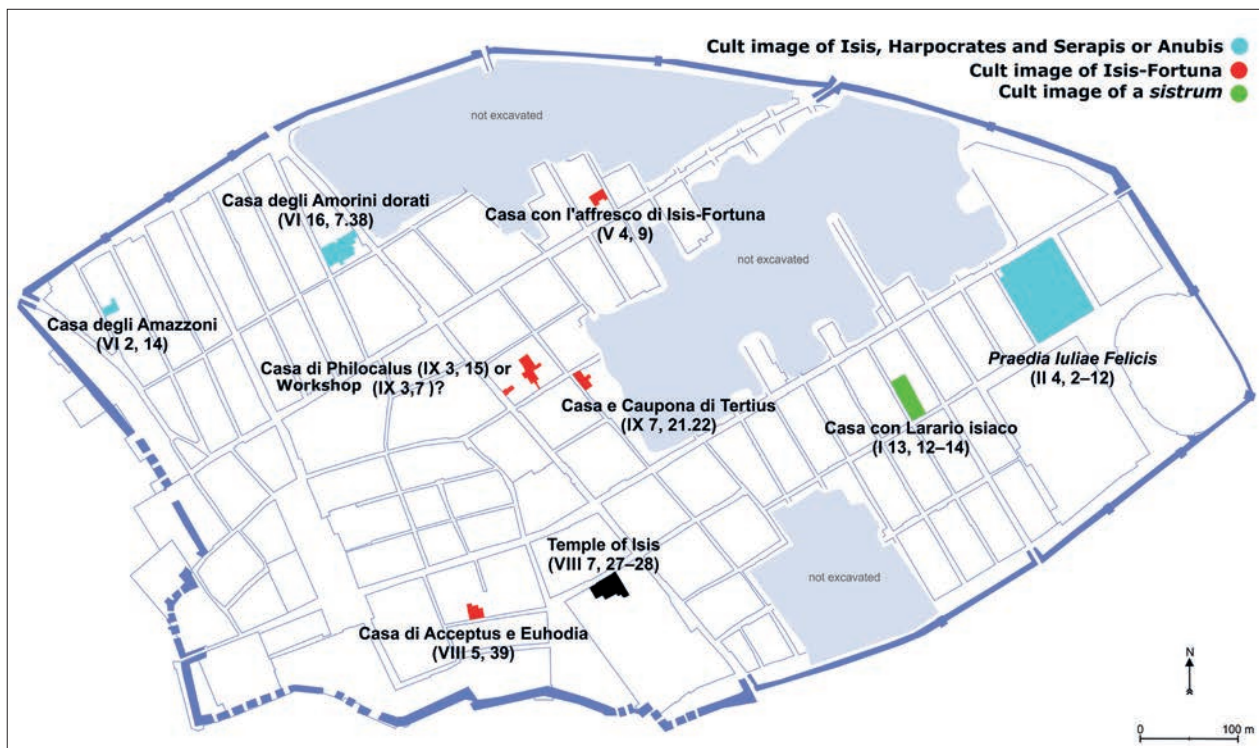 Cult image of Isis, Harpocrates and Serapis or Anubis
Cult image of Isis-Fortuna
Cult image of a sistrum
not excavated
Casa degli Amorini dorati
(VI 16, 7.38)
Casa con l'affresco di Isis-Fortuna
(V 4, 9)
not excavated
Casa degli Amazzoni
(VI 2, 14)
Praedia Iuliae Felicis
(II 4, 2–12)
Casa di Philocalus (IX 3, 15) or
Workshop (IX 3,7 )?
Casa e Caupona di Tertius
(IX 7, 21.22)
Casa con Larario isiaco
(I 13, 12–14)
Temple of Isis
(VIII 7, 27–28)
not excavated
Casa di Acceptus e Euhodia
(VIII 5, 39)
N
0 100 m